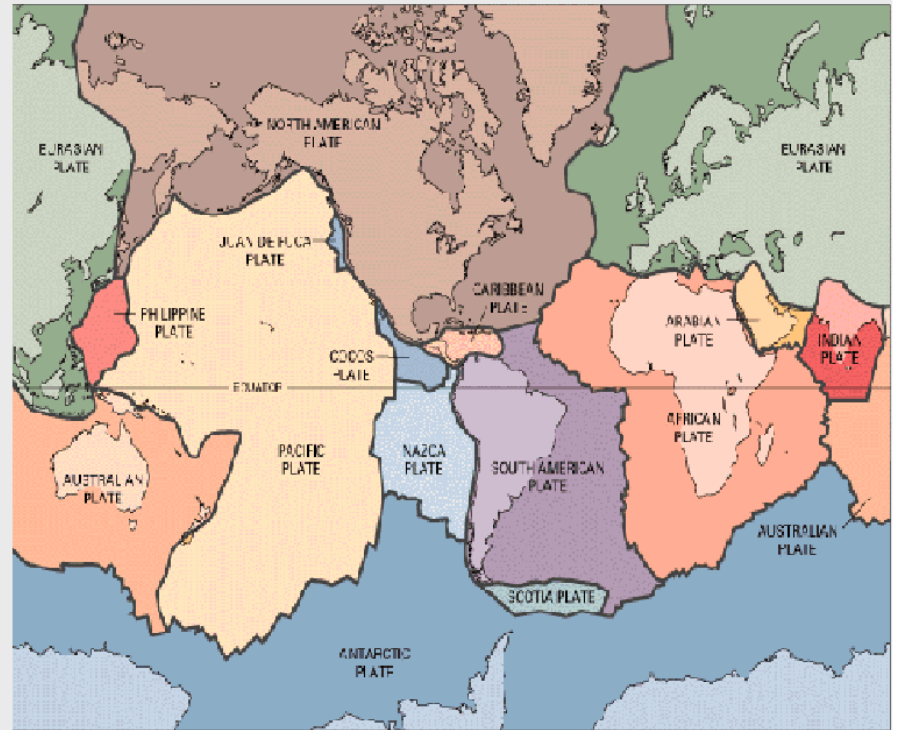 NORTH AMERICAN
PLATE
EURASIAN
PLATE
EURASIAN
PLATE
JUAN DE FUCA
PLATE
CARIBBEAN
PLATE
PHILIPPINE
PLATE
ARABIAN
PLATE
INDIAN
PLATE
COCOS
PLATE
EQUATOR
AFRICAN
PLATE
PACIFIC
PLATE
NAZCA
PLATE
SOUTH AMERICAN
PLATE
AUSTRALIAN
PLATE
AUSTRALIAN
PLATE
SCOTIA PLATE
ANTARCTIC
PLATE